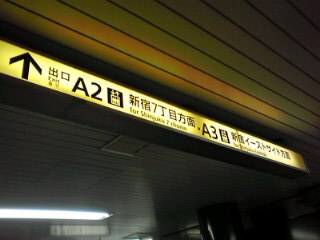 出口
Exit
A2 新宿7丁目方面
for Shinjuku 7 chome
A3 新宿イーストサイド方面